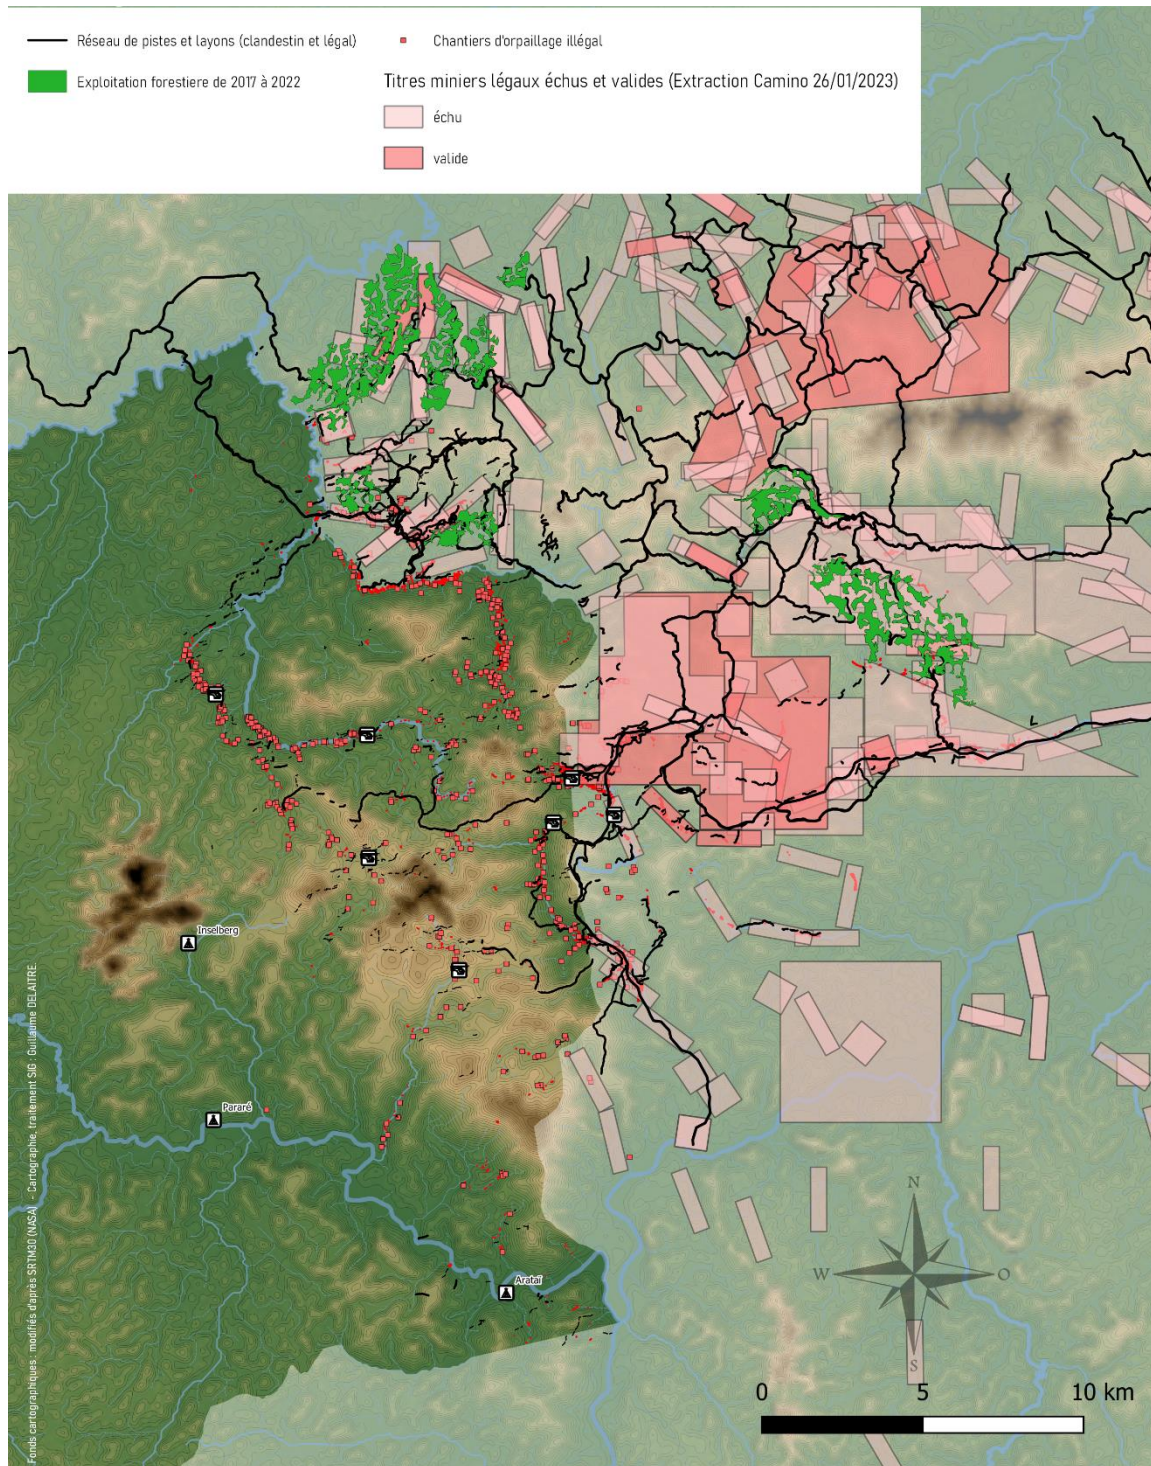 Réseau de pistes et layons (clandestin et légal)
Chantiers d'orpaillage illégal
Exploitation forestiere de 2017 à 2022
Titres miniers légaux échus et valides (Extraction Camino 26/01/2023)
échu
valide
Inselberg
Pararé
Arataï
N
W
O
S
0
5
10 km
Fonds cartographiques : modifiés d'après SRTM30 (NASA) - Cartographie, traitement SIG : Guillaume DELAITRE